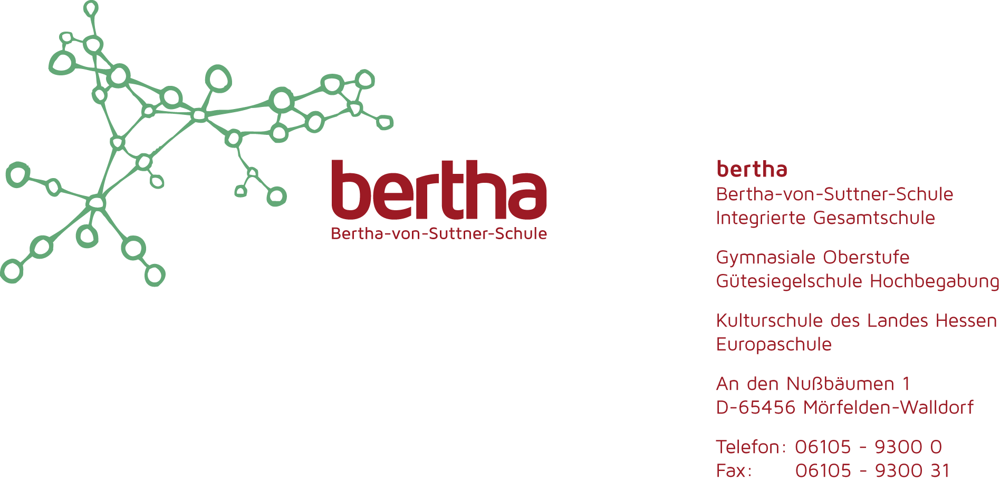 bertha
Bertha-von-Suttner-Schule
bertha
Bertha-von-Suttner-Schule
Integrierte Gesamtschule
Gymnasiale Oberstufe
Gütesiegelschule Hochbegabung
Kulturschule des Landes Hessen
Europaschule
An den Nußbäumen 1
D-65456 Mörfelden-Walldorf
Telefon: 06105 - 9300 0
Fax: 06105 - 9300 31